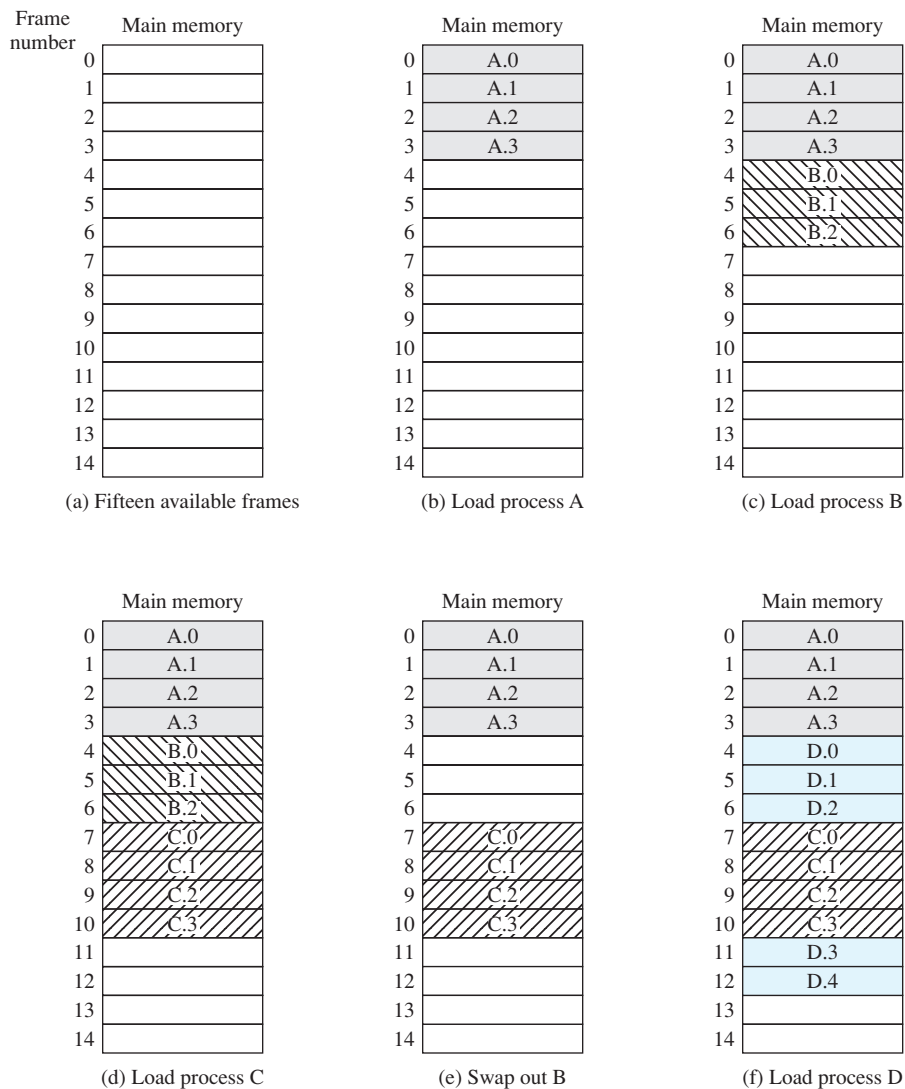 Frame
number
Main memory
0
1
2
3
4
5
6
7
8
9
10
11
12
13
14
(a) Fifteen available frames
Main memory
0 A.0
1 A.1
2 A.2
3 A.3
4
5
6
7
8
9
10
11
12
13
14
(b) Load process A
Main memory
0 A.0
1 A.1
2 A.2
3 A.3
4 B.0
5 B.1
6 B.2
7
8
9
10
11
12
13
14
(c) Load process B
Main memory
0 A.0
1 A.1
2 A.2
3 A.3
4 B.0
5 B.1
6 B.2
7 C.0
8 C.1
9 C.2
10 C.3
11
12
13
14
(d) Load process C
Main memory
0 A.0
1 A.1
2 A.2
3 A.3
4
5
6
7 C.0
8 C.1
9 C.2
10 C.3
11
12
13
14
(e) Swap out B
Main memory
0 A.0
1 A.1
2 A.2
3 A.3
4 D.0
5 D.1
6 D.2
7 C.0
8 C.1
9 C.2
10 C.3
11 D.3
12 D.4
13
14
(f) Load process D